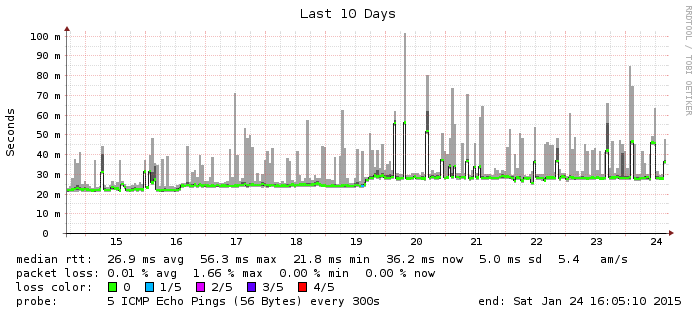 Last 10 Days
RRDTOOL / TOBI OETIKER
Seconds
100 m
90 m
80 m
70 m
60 m
50 m
40 m
30 m
20 m
10 m
0
15 16 17 18 19 20 21 22 23 24
median rtt: 26.9 ms avg 56.3 ms max 21.8 ms min 36.2 ms now 5.0 ms sd 5.4 am/s
packet loss: 0.01 % avg 1.66 % max 0.00 % min 0.00 % now
loss color: 0 1/5 2/5 3/5 4/5
probe: 5 ICMP Echo Pings (56 Bytes) every 300s end: Sat Jan 24 16:05:10 2015